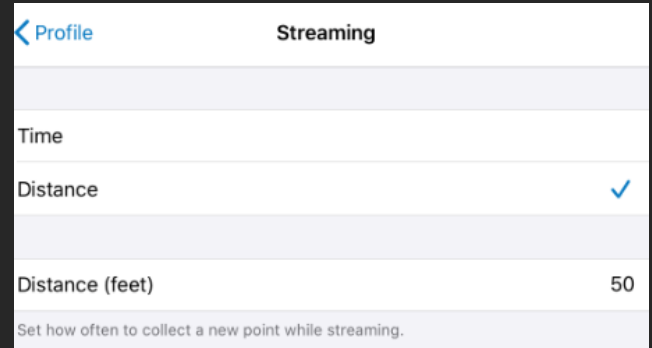 Profile
Streaming
Time
Distance
Distance (feet) 50
Set how often to collect a new point while streaming.